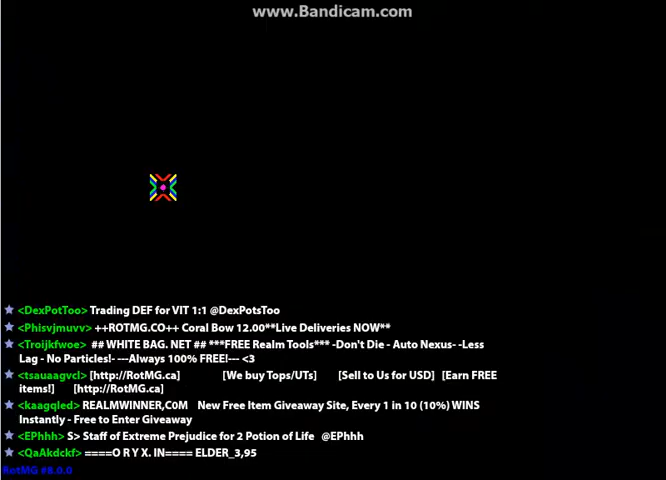 www.Bandicam.com
<DexPotToo> Trading DEF for VIT 1:1 @DexPotsToo
<Phisvjmuvv> ++ROTMG.CO++ Coral Bow 12.00**Live Deliveries NOW**
<Troijkfwoe> ## WHITE BAG. NET ## ***FREE Realm Tools*** -Don't Die - Auto Nexus- -Less
Lag - No Particles!- ---Always 100% FREE!--- <3
<tsauaagvcl> [http://RotMG.ca] [We buy Tops/UTs] [Sell to Us for USD] [Earn FREE
items!] [http://RotMG.ca]
<kaagqled> REALMWINNER,C0M New Free Item Giveaway Site, Every 1 in 10 (10%) WINS
Instantly - Free to Enter Giveaway
<EPhhh> S> Staff of Extreme Prejudice for 2 Potion of Life @EPhhh
<QaAkdckf> ====O R Y X. IN==== ELDER_3,95
RotMG #8.0.0